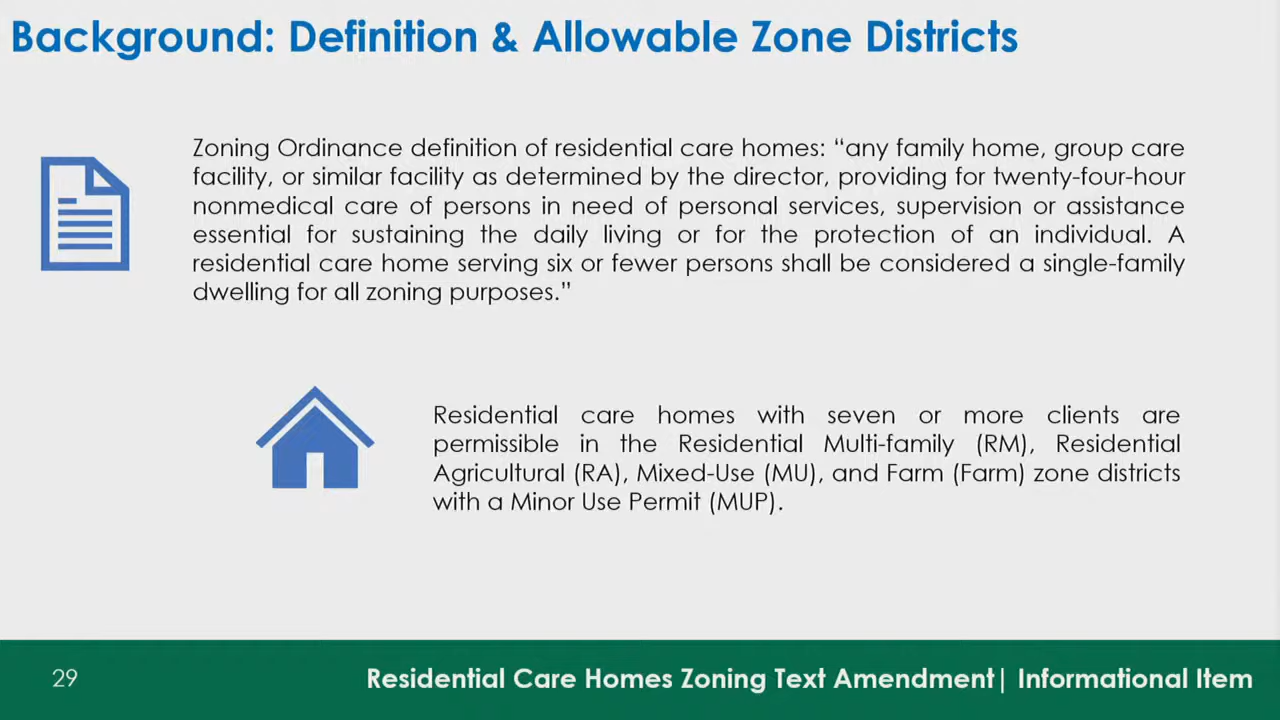 Background: Definition & Allowable Zone Districts
Zoning Ordinance definition of residential care homes: “any family home, group care
facility, or similar facility as determined by the director, providing for twenty-four-hour
nonmedical care of persons in need of personal services, supervision or assistance
essential for sustaining the daily living or for the protection of an individual. A
residential care home serving six or fewer persons shall be considered a single-family
dwelling for all zoning purposes.”
Residential care homes with seven or more clients are
permissible in the Residential Multi-family (RM), Residential
Agricultural (RA), Mixed-Use (MU), and Farm (Farm) zone districts
with a Minor Use Permit (MUP).
29
Residential Care Homes Zoning Text Amendment| Informational Item